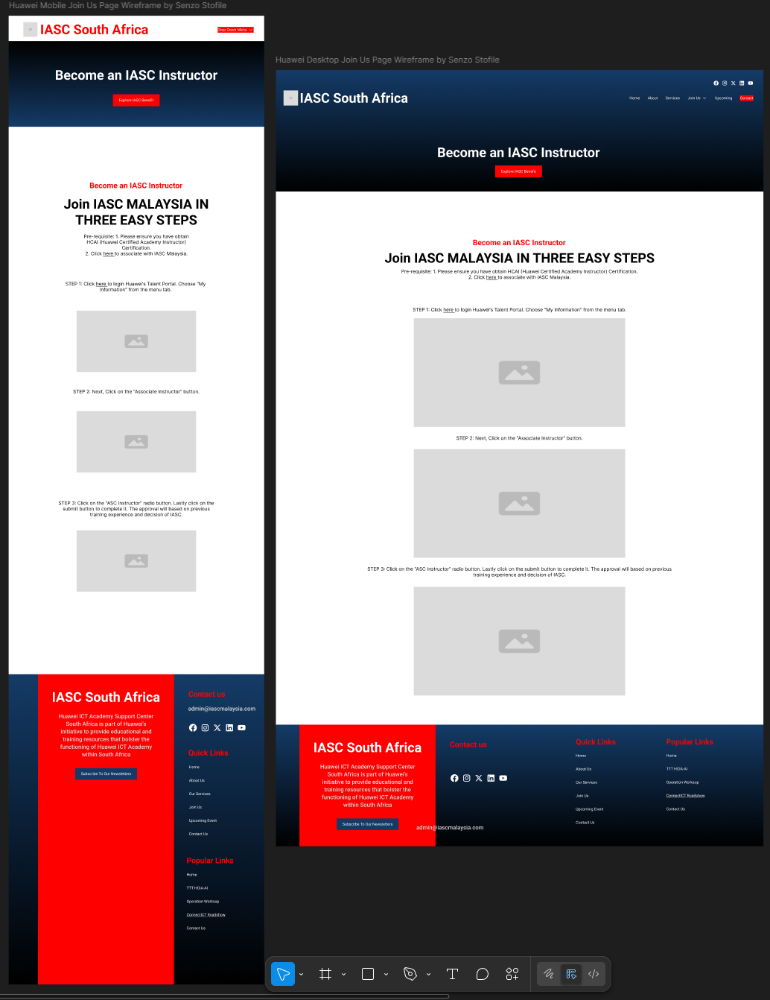 Huawei Mobile Join Us Page Wireframe by Senzo Stofile
IASC South Africa
Drop Down Menu
Become an IASC Instructor
Explore IASC Benefit
Become an IASC Instructor
Join IASC MALAYSIA IN
THREE EASY STEPS
Pre-requisite: 1. Please ensure you have obtain
HCAI (Huawei Certified Academy Instructor)
Certification.
2. Click here to associate with IASC Malaysia.
STEP 1: Click here to login Huawei's Talent Portal. Choose "My
Information" from the menu tab.
STEP 2: Next, Click on the "Associate Instructor" button.
STEP 3: Click on the "ASC Instructor" radio button. Lastly click on the
submit button to complete it. The approval will based on previous
training experience and decision of IASC.
IASC South Africa
Huawei ICT Academy Support Center
South Africa is part of Huawei's
initiative to provide educational and
training resources that bolster the
functioning of Huawei ICT Academy
within South Africa
Subscribe To Our Newsletters
Contact us
admin@iascmalaysia.com
Quick Links
Home
About Us
Our Services
Join Us
Upcoming Event
Contact Us
Popular Links
Home
TTT HCIA-AI
Operation Worksop
ConnectICT Roadshow
Contact Us
Huawei Desktop Join Us Page Wireframe by Senzo Stofile
IASC South Africa
Home About Services Join Us Upcoming Contact
Become an IASC Instructor
Explore IASC Benefit
Become an IASC Instructor
Join IASC MALAYSIA IN THREE EASY STEPS
Pre-requisite: 1. Please ensure you have obtain HCAI (Huawei Certified Academy Instructor) Certification.
2. Click here to associate with IASC Malaysia.
STEP 1: Click here to login Huawei's Talent Portal. Choose "My Information" from the menu tab.
STEP 2: Next, Click on the "Associate Instructor" button.
STEP 3: Click on the "ASC Instructor" radio button. Lastly click on the submit button to complete it. The approval will based on previous
training experience and decision of IASC.
IASC South Africa
Huawei ICT Academy Support Center
South Africa is part of Huawei's
initiative to provide educational and
training resources that bolster the
functioning of Huawei ICT Academy
within South Africa
Subscribe To Our Newsletters
Contact us
admin@iascmalaysia.com
Quick Links
Home
About Us
Our Services
Join Us
Upcoming Event
Contact Us
Popular Links
Home
TTT HCIA-AI
Operation Worksop
ConnectICT Roadshow
Contact Us